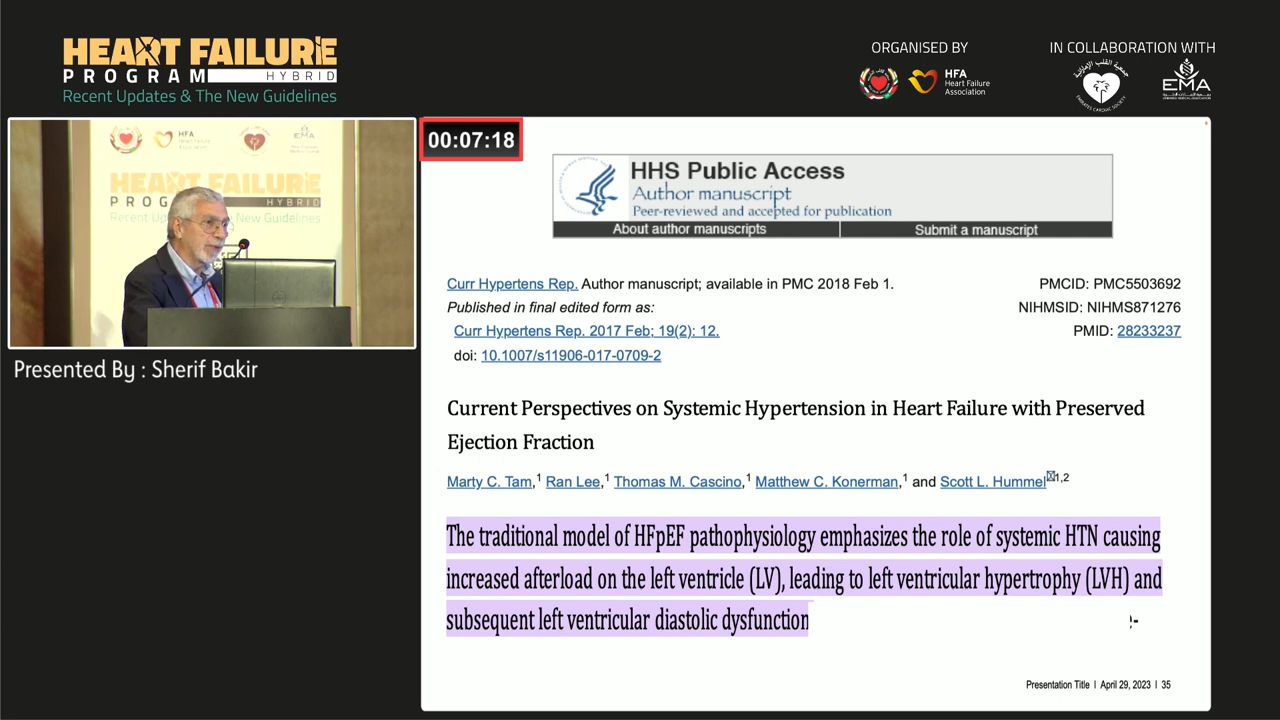 HEART FAILURE
PROGRAM HYBRID
Recent Updates & The New Guidelines
ORGANISED BY
HFA
Heart Failure
Association
IN COLLABORATION WITH
EMA
00:07:18
HFA
HEART FAILURE
HYBRID
New Guidelines
Presented By : Sherif Bakir
HHS Public Access
Author manuscript
Peer-reviewed and accepted for publication
About author manuscripts
Submit a manuscript
Curr Hypertens Rep. Author manuscript; available in PMC 2018 Feb 1.
Published in final edited form as:
Curr Hypertens Rep. 2017 Feb; 19(2): 12.
doi: 10.1007/s11906-017-0709-2
PMCID: PMC5503692
NIHMSID: NIHMS871276
PMID: 28233237
Current Perspectives on Systemic Hypertension in Heart Failure with Preserved
Ejection Fraction
Marty C. Tam,1 Ran Lee,1 Thomas M. Cascino,1 Matthew C. Konerman,1 and Scott L. Hummel1,2
The traditional model of HFpEF pathophysiology emphasizes the role of systemic HTN causing
increased afterload on the left ventricle (LV), leading to left ventricular hypertrophy (LVH) and
subsequent left ventricular diastolic dysfunction
Presentation Title | April 29, 2023 | 35